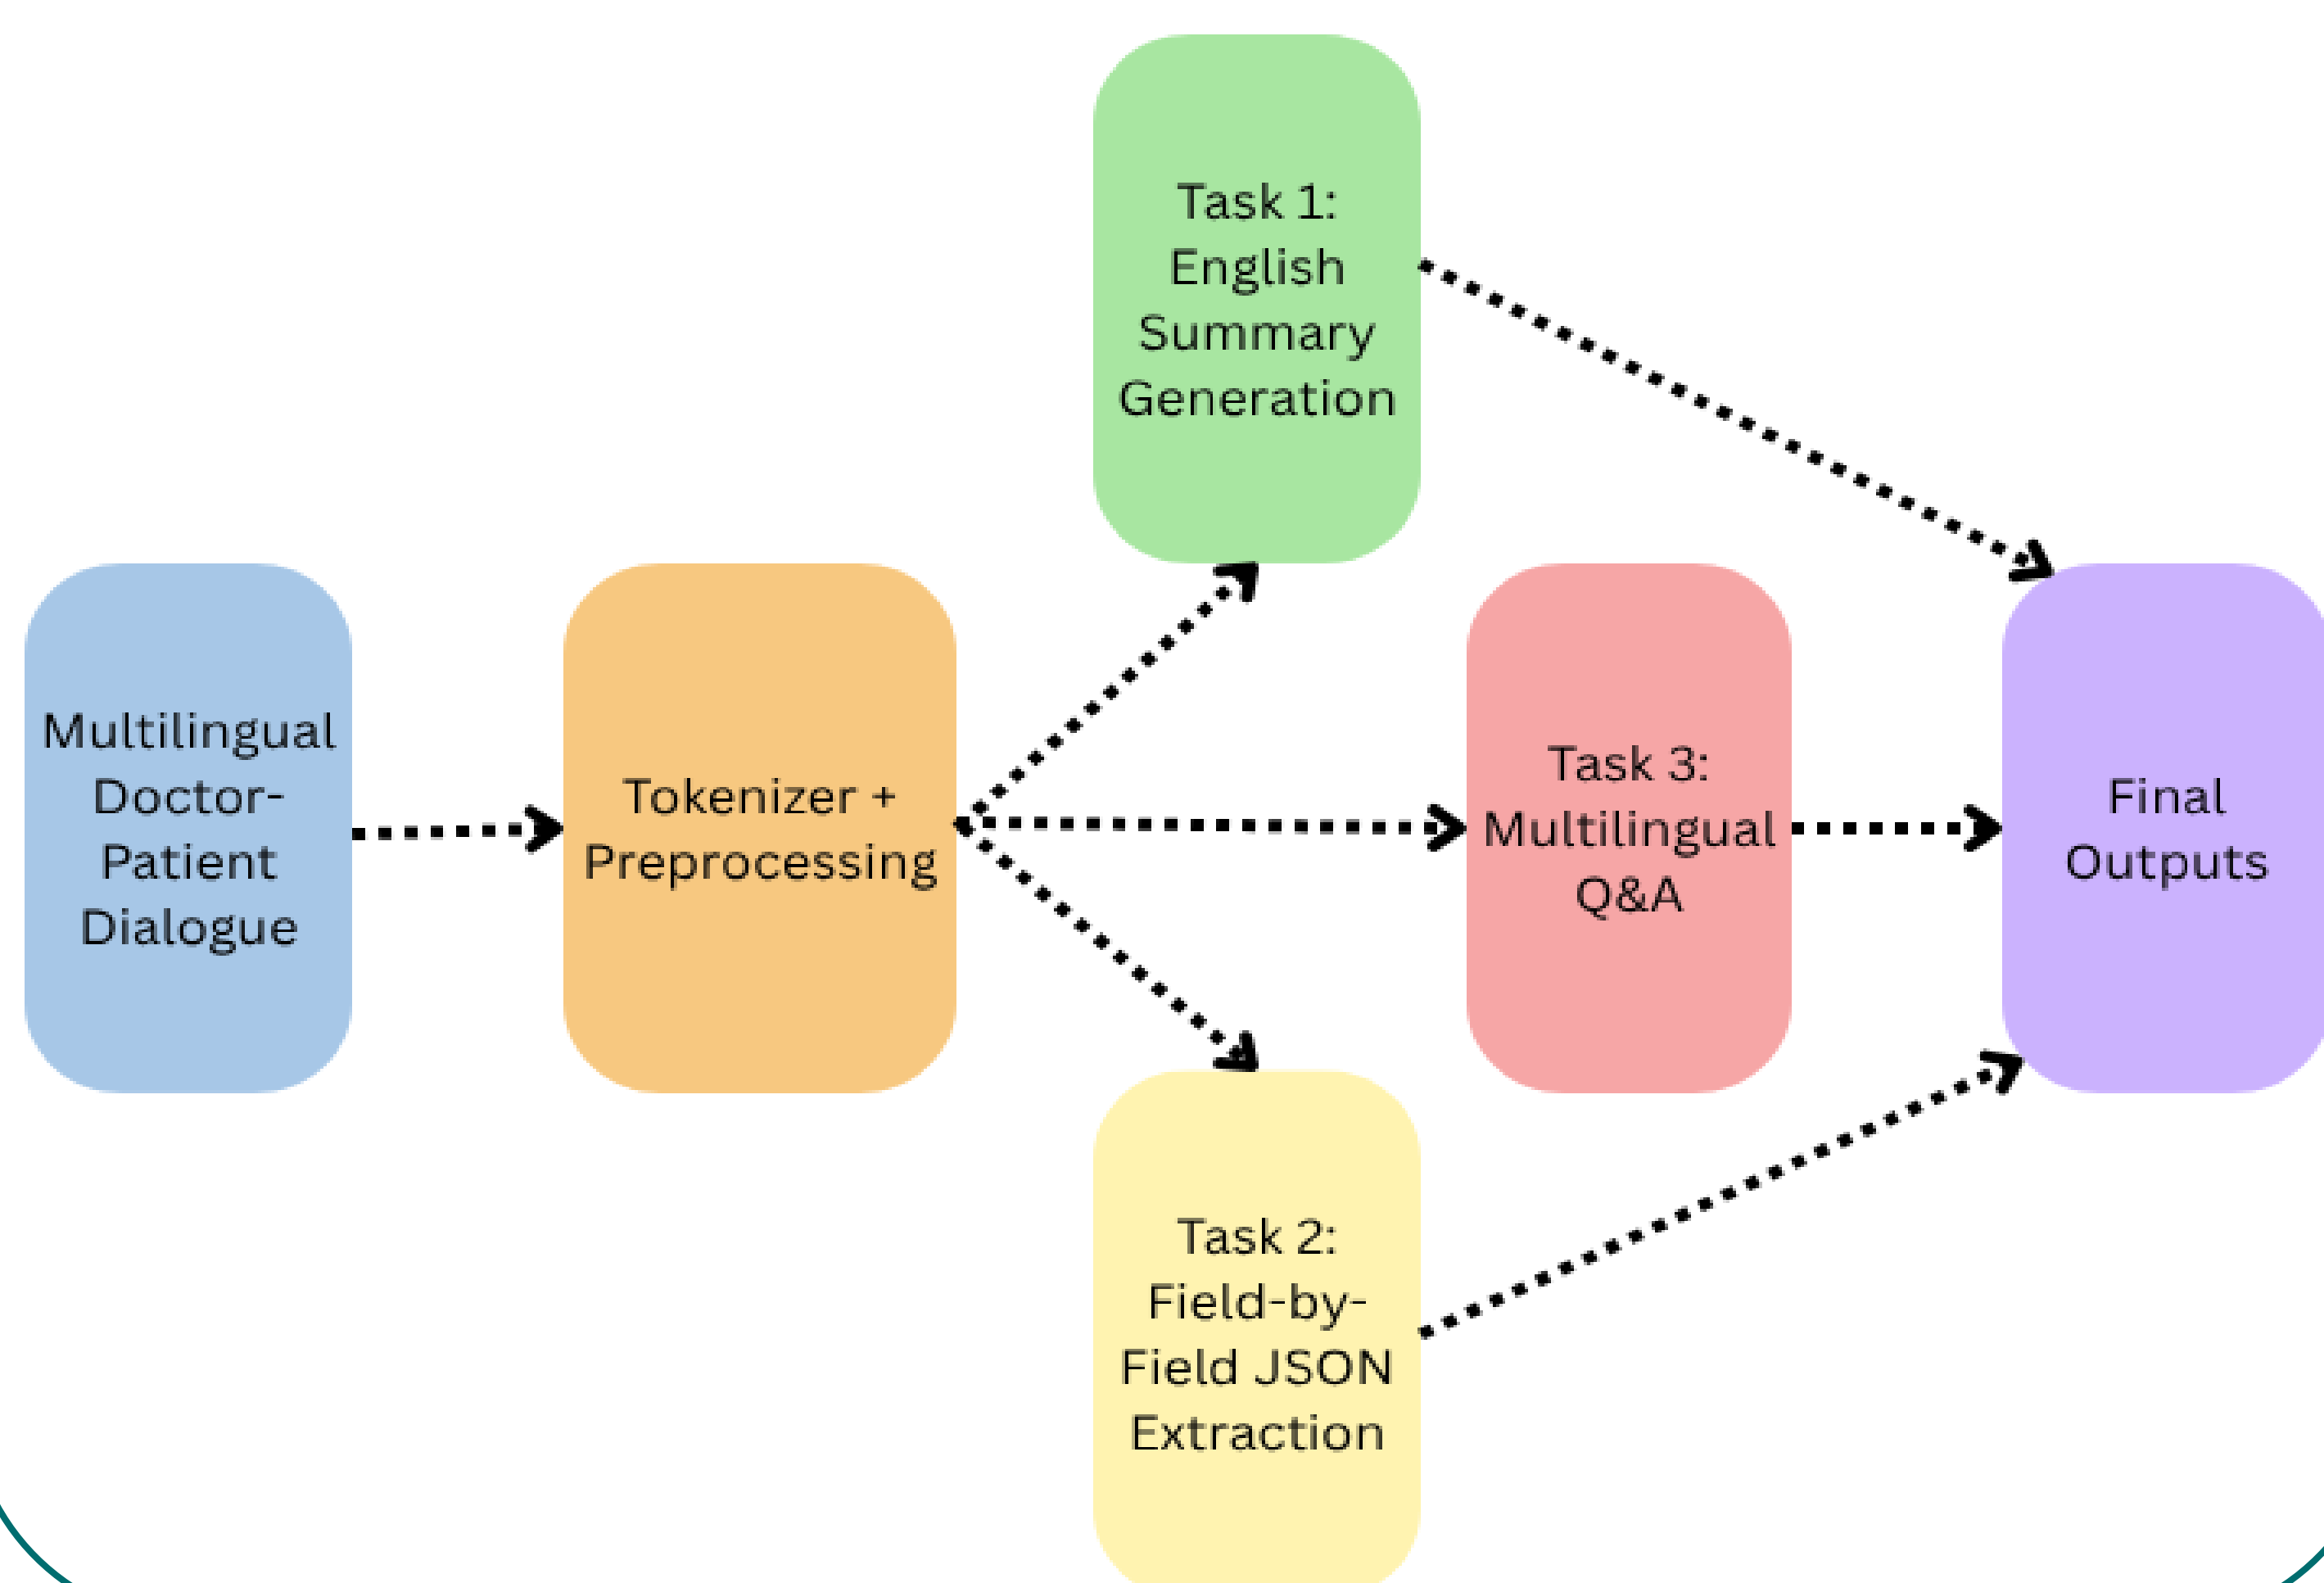 Multilingual
Doctor-
Patient
Dialogue
Tokenizer +
Preprocessing
Task 1:
English
Summary
Generation
Task 3:
Multilingual
Q&A
Task 2:
Field-by-
Field JSON
Extraction
Final
Outputs